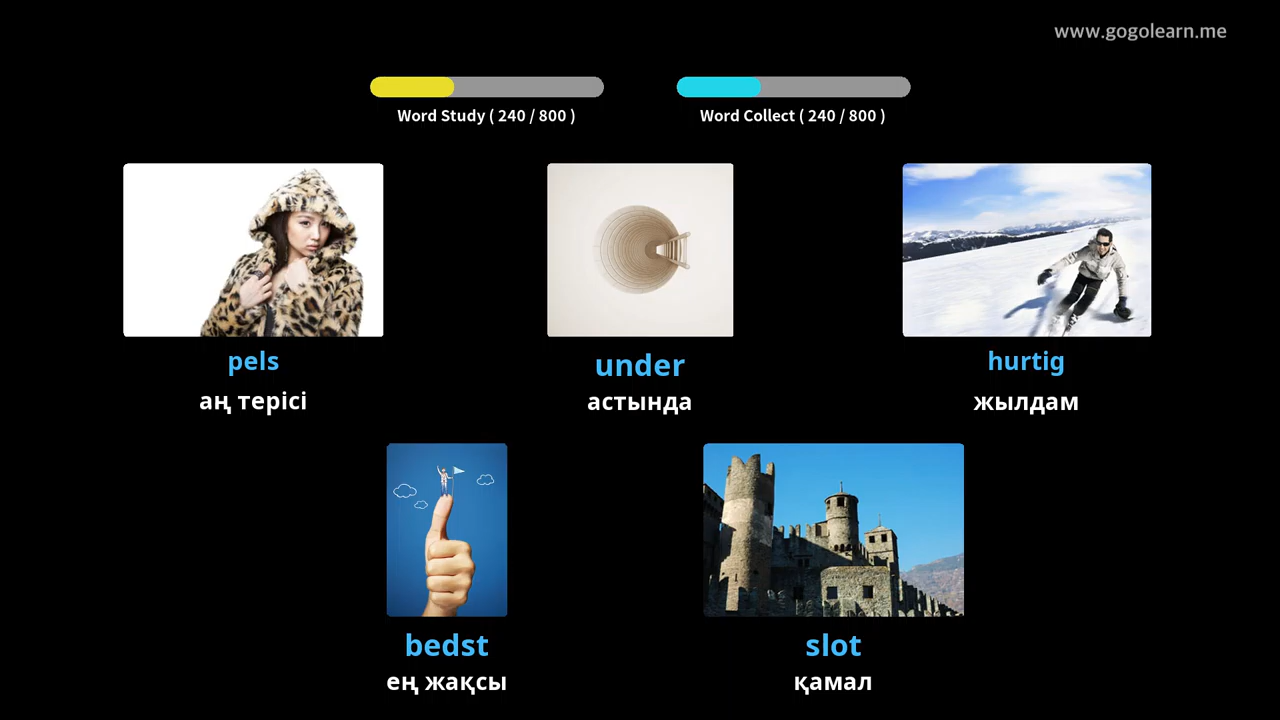 www.gogolearn.me
Word Study ( 240 / 800 )
Word Collect ( 240 / 800 )
pels
аң терісі
under
астында
hurtig
жылдам
bedst
ең жақсы
slot
қамал